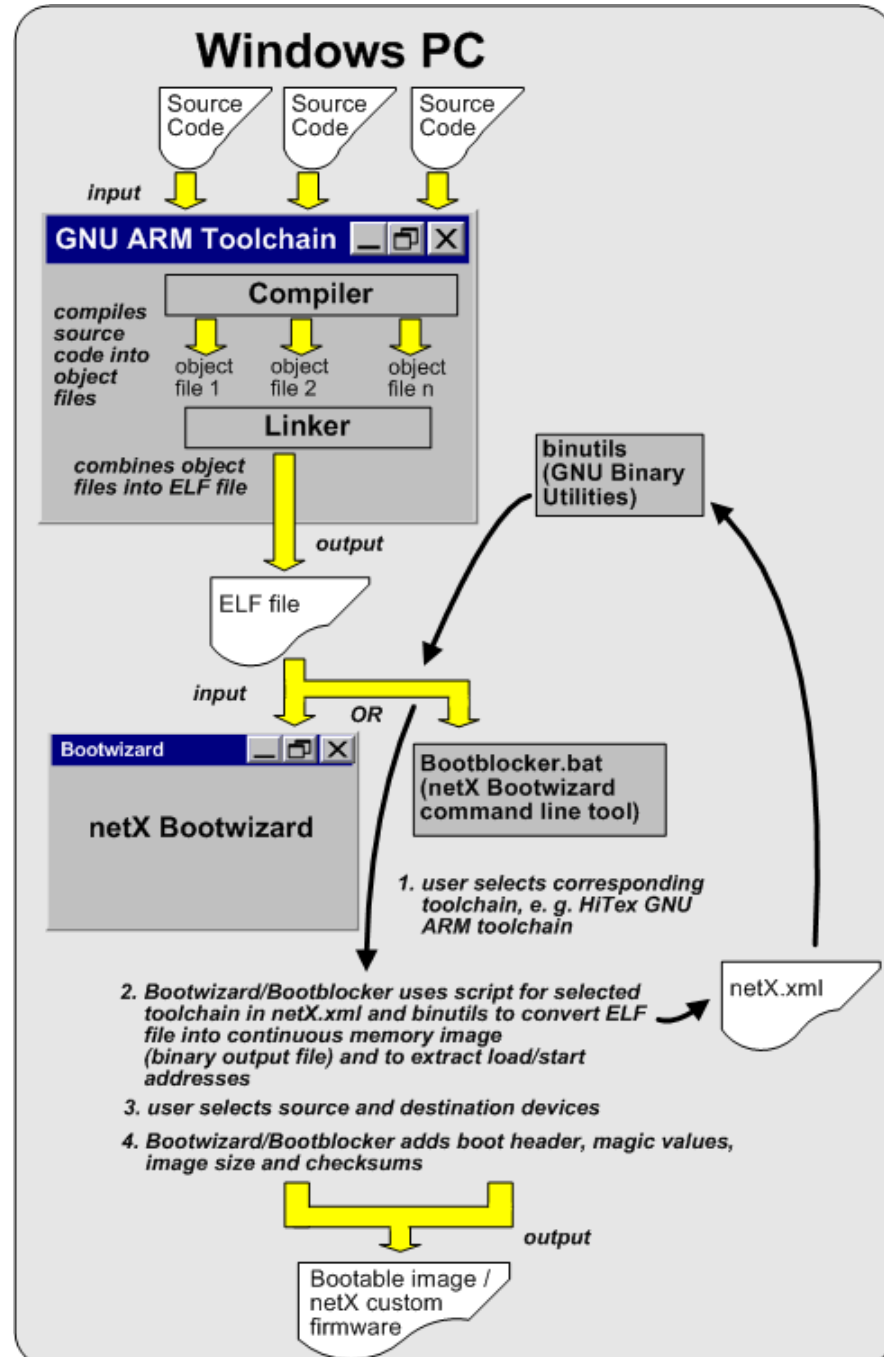 Windows PC
Source
Code
Source
Code
Source
Code
input
GNU ARM Toolchain
Compiler
compiles
source
code into
object
files
object
file 1
object
file 2
object
file n
Linker
combines object
files into ELF file
output
binutils
(GNU Binary
Utilities)
ELF file
input
OR
Bootwizard
netX Bootwizard
Bootblocker.bat
(netX Bootwizard
command line tool)
1. user selects corresponding
toolchain, e. g. HiTex GNU
ARM toolchain
netX.xml
2. Bootwizard/Bootblocker uses script for selected
toolchain in netX.xml and binutils to convert ELF
file into continuous memory image
(binary output file) and to extract load/start
addresses
3. user selects source and destination devices
4. Bootwizard/Bootblocker adds boot header, magic values,
image size and checksums
output
Bootable image /
netX custom
firmware